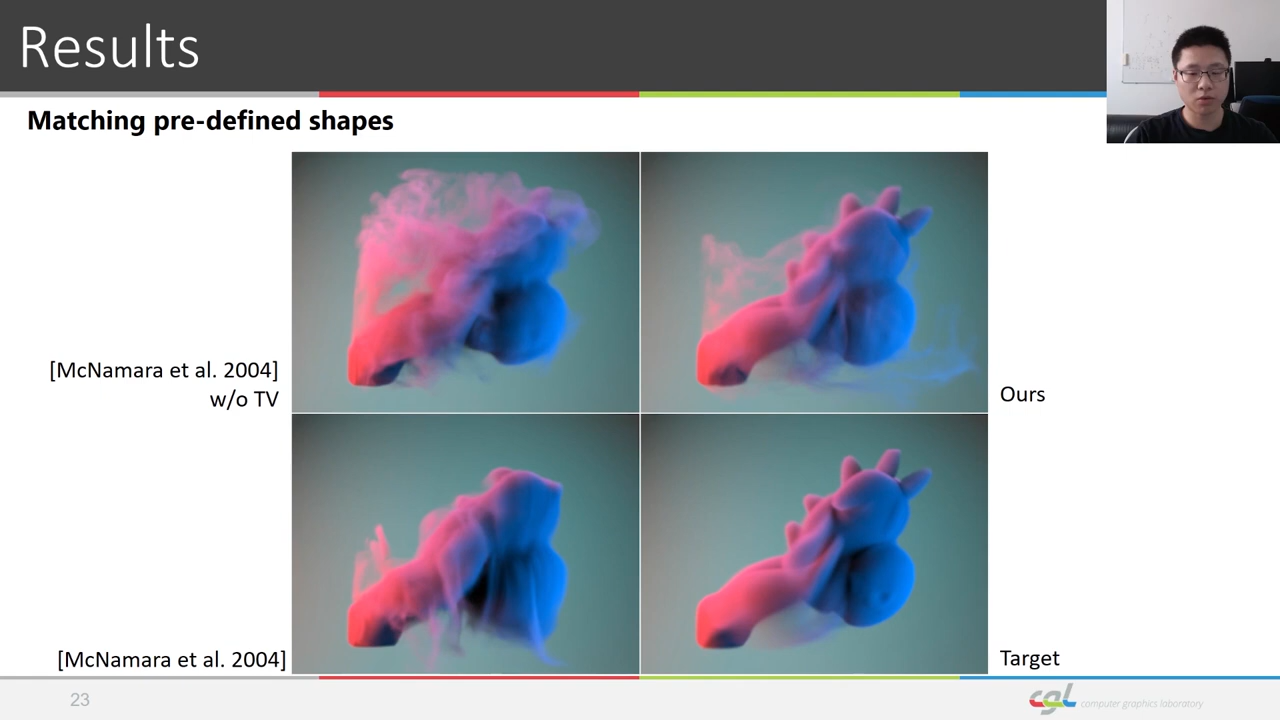 Results
Matching pre-defined shapes
[McNamara et al. 2004]
w/o TV
Ours
[McNamara et al. 2004]
Target
23
cgl computer graphics laboratory